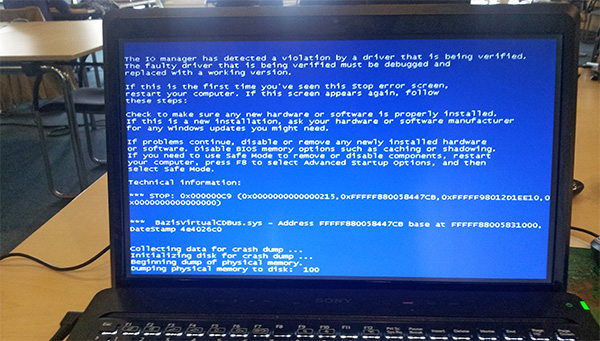 The IO manager has detected a violation by a driver that is being verified.
The faulty driver that is being verified must be debugged and
replaced with a working version.
If this is the first time you've seen this Stop error screen,
restart your computer. If this screen appears again, follow
these steps:
Check to make sure any new hardware or software is properly installed.
If this is a new installation, ask your hardware or software manufacturer
for any Windows updates you might need.
If problems continue, disable or remove any newly installed hardware
or software. Disable BIOS memory options such as caching or shadowing.
If you need to use Safe Mode to remove or disable components, restart
your computer, press F8 to select Advanced Startup Options, and then
select Safe Mode.
Technical information:
*** STOP: 0x000000C9 (0x0000000000000215,0xFFFFF880058447CB,0xFFFFF98012D1EE10,0
x0000000000000000)
*** BazisVirtualCDBus.sys - Address FFFFF880058447CB base at FFFFF88005831000,
DateStamp 4e4026c0
Collecting data for crash dump ...
Initializing disk for crash dump ...
Beginning dump of physical memory.
Dumping physical memory to disk: 100
SONY